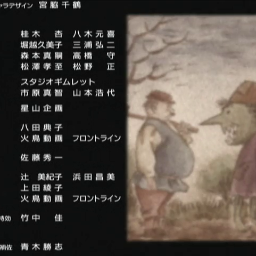 ャラデザイン 宮脇千鶴
桂木 杏 八木元喜
堀越久美子 三浦弘二
森本真嗣 高橋 守
松澤孝至 松野 正
スタジオギムレット
市原真智 山本浩代
星山企画
八田典子
火鳥動画 フロントライン
佐藤秀一
辻 美紀子 浜田昌美
上田綾子
火鳥動画 フロントライン
特効 竹中 佳
青木勝志